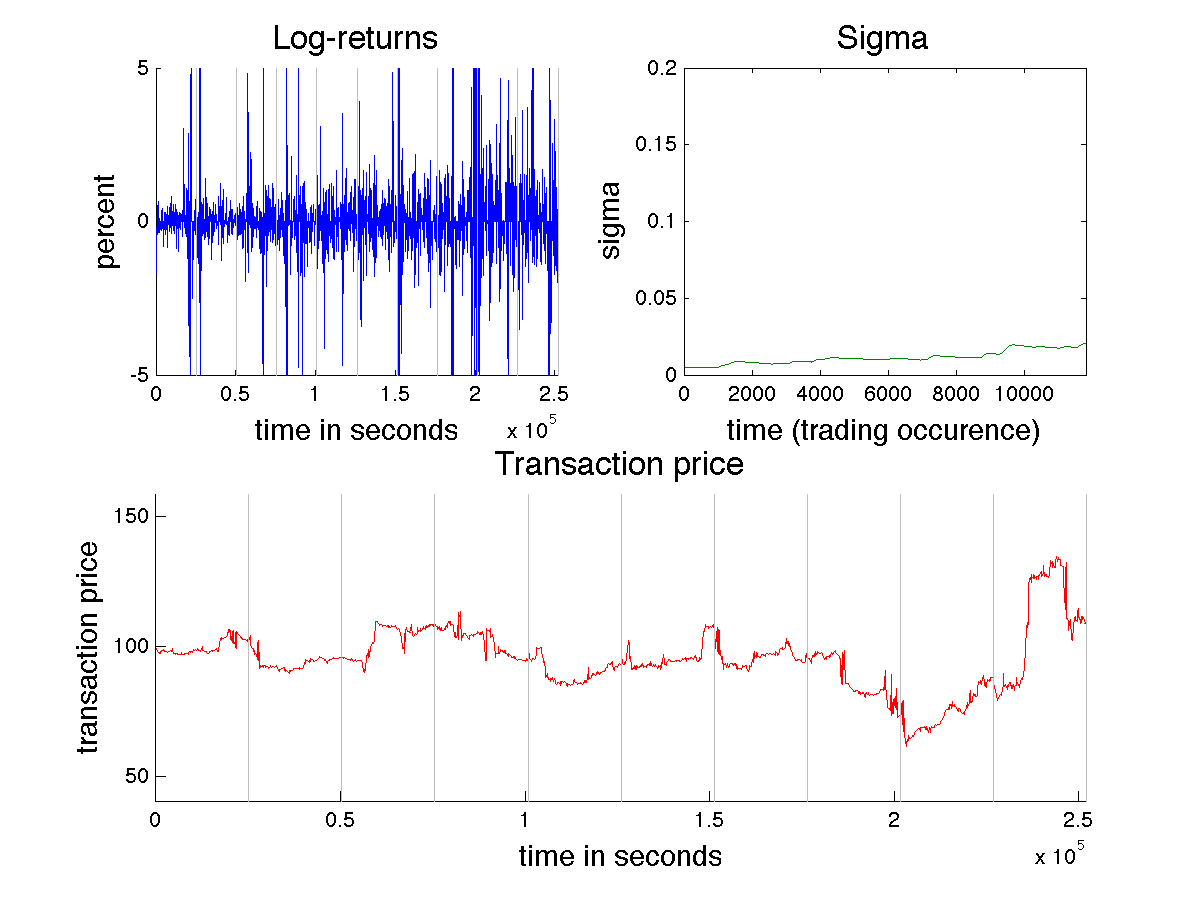 Log-returns
5
0
-5
percent
0
0.5
1
1.5
2
2.5
x 10^5
time in seconds
Sigma
0.2
0.15
0.1
0.05
0
sigma
0
2000
4000
6000
8000
10000
time (trading occurence)
Transaction price
150
100
50
transaction price
0
0.5
1
1.5
2
2.5
x 10^5
time in seconds